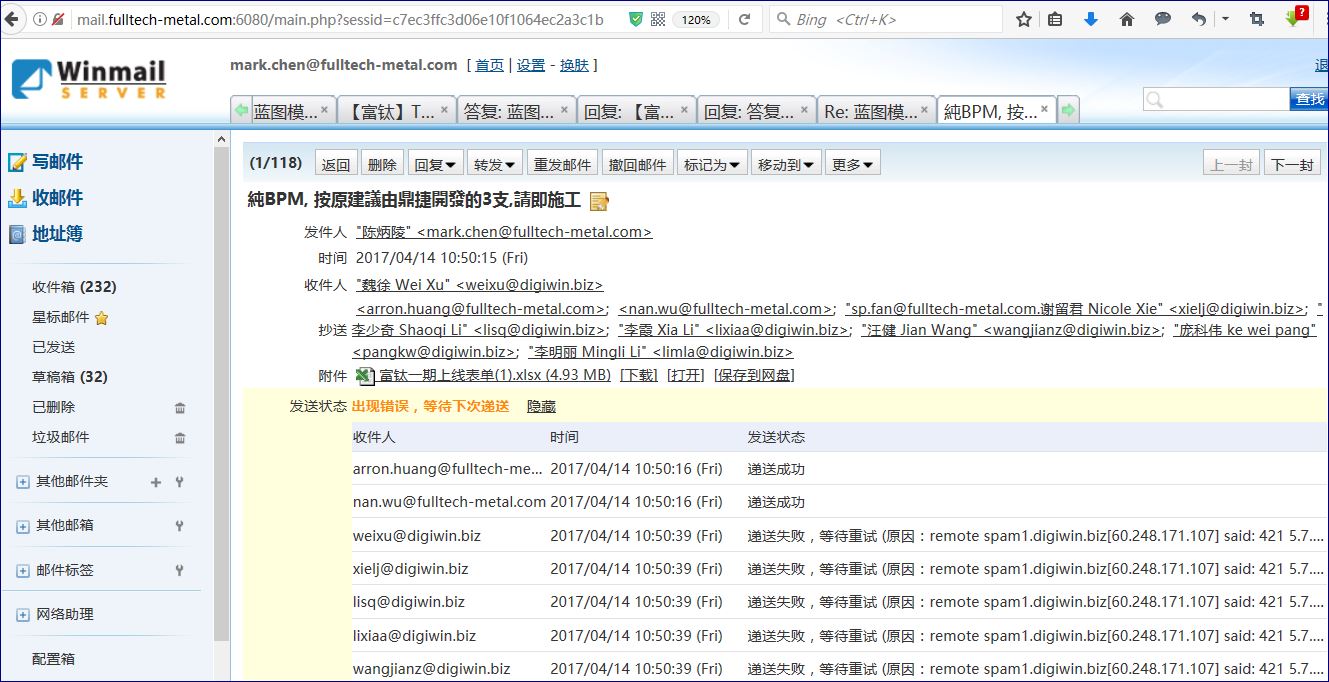 mail.fulltech-metal.com:6080/main.php?sessid=c7ec3ffc3d06e10f1064ec2a3c1b 120% Bing <Ctrl+K> ?
Winmail SERVER
mark.chen@fulltech-metal.com [ 首页 | 设置 - 换肤 ] 退
蓝图模... × 【富钛】T... × 答复: 蓝图... × 回复: 【富... × 回复: 答复... × Re: 蓝图模... × 純BPM, 按... × 查找
写邮件
收邮件
地址簿
收件箱 (232)
星标邮件
已发送
草稿箱 (32)
已删除
垃圾邮件
其他邮件夹
其他邮箱
邮件标签
网络助理
配置箱
(1/118) 返回 删除 回复 转发 重发邮件 撤回邮件 标记为 移动到 更多 上一封 下一封
純BPM, 按原建議由鼎捷開發的3支,請即施工
发件人 "陈炳陵" <mark.chen@fulltech-metal.com>
时间 2017/04/14 10:50:15 (Fri)
收件人 "魏徐 Wei Xu" <weixu@digiwin.biz>
<arron.huang@fulltech-metal.com>; <nan.wu@fulltech-metal.com>; "sp.fan@fulltech-metal.com.谢留君 Nicole Xie" <xielj@digiwin.biz>; "
抄送 李少奇 Shaoqi Li" <lisq@digiwin.biz>; "李霞 Xia Li" <lixiaa@digiwin.biz>; "汪健 Jian Wang" <wangjianz@digiwin.biz>; "庞科伟 ke wei pang"
<pangkw@digiwin.biz>; "李明丽 Mingli Li" <limla@digiwin.biz>
附件 富钛一期上线表单(1).xlsx (4.93 MB) [下载] [打开] [保存到网盘]
发送状态 出现错误，等待下次递送 隐藏
收件人 时间 发送状态
arron.huang@fulltech-me... 2017/04/14 10:50:16 (Fri) 递送成功
nan.wu@fulltech-metal.com 2017/04/14 10:50:16 (Fri) 递送成功
weixu@digiwin.biz 2017/04/14 10:50:39 (Fri) 递送失败，等待重试 (原因：remote spam1.digiwin.biz[60.248.171.107] said: 421 5.7....
xielj@digiwin.biz 2017/04/14 10:50:39 (Fri) 递送失败，等待重试 (原因：remote spam1.digiwin.biz[60.248.171.107] said: 421 5.7....
lisq@digiwin.biz 2017/04/14 10:50:39 (Fri) 递送失败，等待重试 (原因：remote spam1.digiwin.biz[60.248.171.107] said: 421 5.7....
lixiaa@digiwin.biz 2017/04/14 10:50:39 (Fri) 递送失败，等待重试 (原因：remote spam1.digiwin.biz[60.248.171.107] said: 421 5.7....
wangjianz@digiwin.biz 2017/04/14 10:50:39 (Fri) 递送失败，等待重试 (原因：remote spam1.digiwin.biz[60.248.171.107] said: 421 5.7....